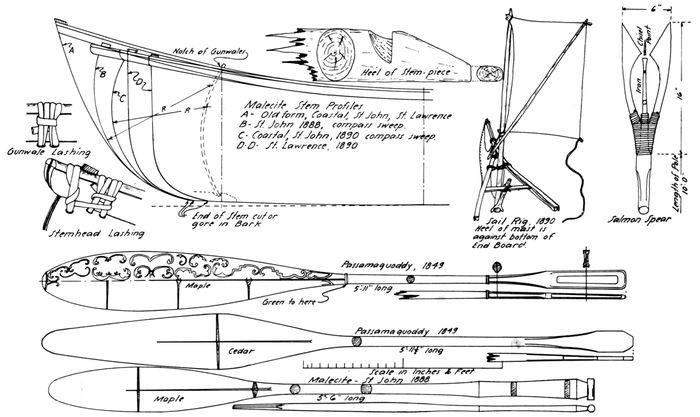 A
B
C
D2
R
R
Notch of Gunwales
Heel of Stem-piece
Malecite Stem Profiles
A- Old form, Coastal, St John, St. Lawrence
B- St. John 1888, compass sweep.
C- Coastal, St. John, 1890 compass sweep.
D-D- St. Lawrence, 1890
Gunwale Lashing
Stemhead Lashing
End of Stem cut or
gore in Bark
Sail Rig, 1890
Heel of mast is
against bottom of
End Board.
6"
Chisel
Point
Iron
16"
Length of Pole
10'0"
Salmon Spear
Passamaquoddy, 1849
Maple
5'11" long
Green to here
Passamaquoddy 1849
Cedar
5'11½" long
Scale in Inches & Feet
Malecite - St John 1888
Maple
5' 6" long